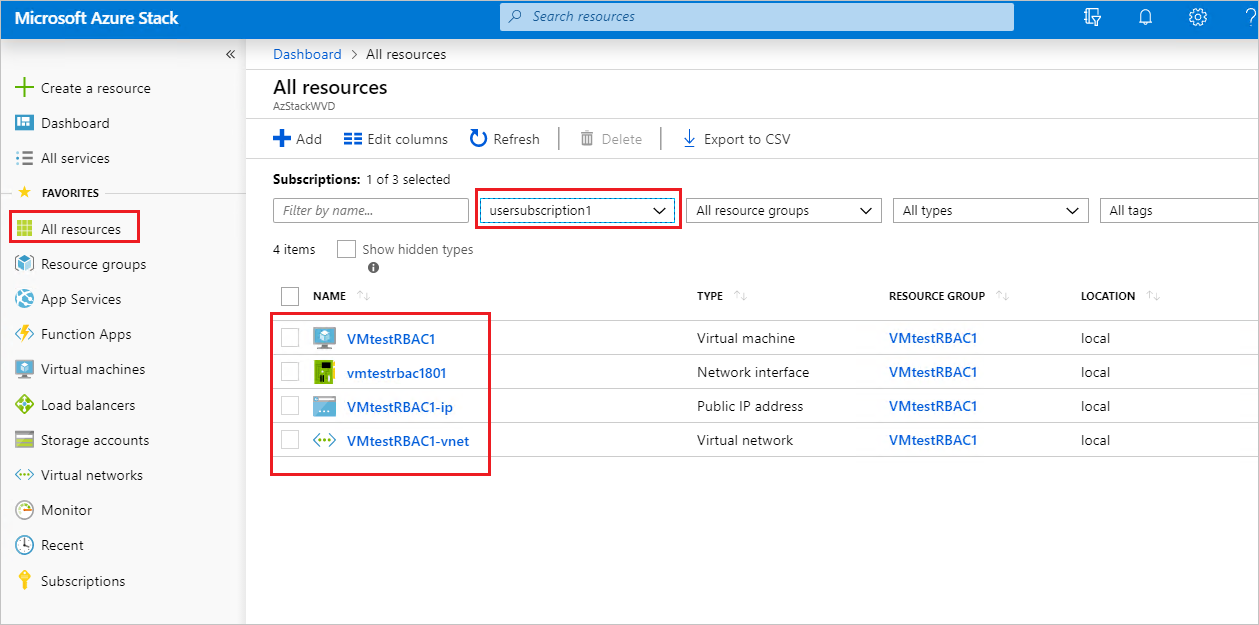 Microsoft Azure Stack
Search resources
?
«
Dashboard > All resources
Create a resource
Dashboard
All services
FAVORITES
All resources
Resource groups
App Services
Function Apps
Virtual machines
Load balancers
Storage accounts
Virtual networks
Monitor
Recent
Subscriptions
All resources
AzStackWVD
Add Edit columns Refresh Delete Export to CSV
Subscriptions: 1 of 3 selected
Filter by name... usersubscription1 All resource groups All types All tags
4 items Show hidden types
NAME TYPE RESOURCE GROUP LOCATION
VMtestRBAC1 Virtual machine VMtestRBAC1 local
vmtestrbac1801 Network interface VMtestRBAC1 local
VMtestRBAC1-ip Public IP address VMtestRBAC1 local
VMtestRBAC1-vnet Virtual network VMtestRBAC1 local